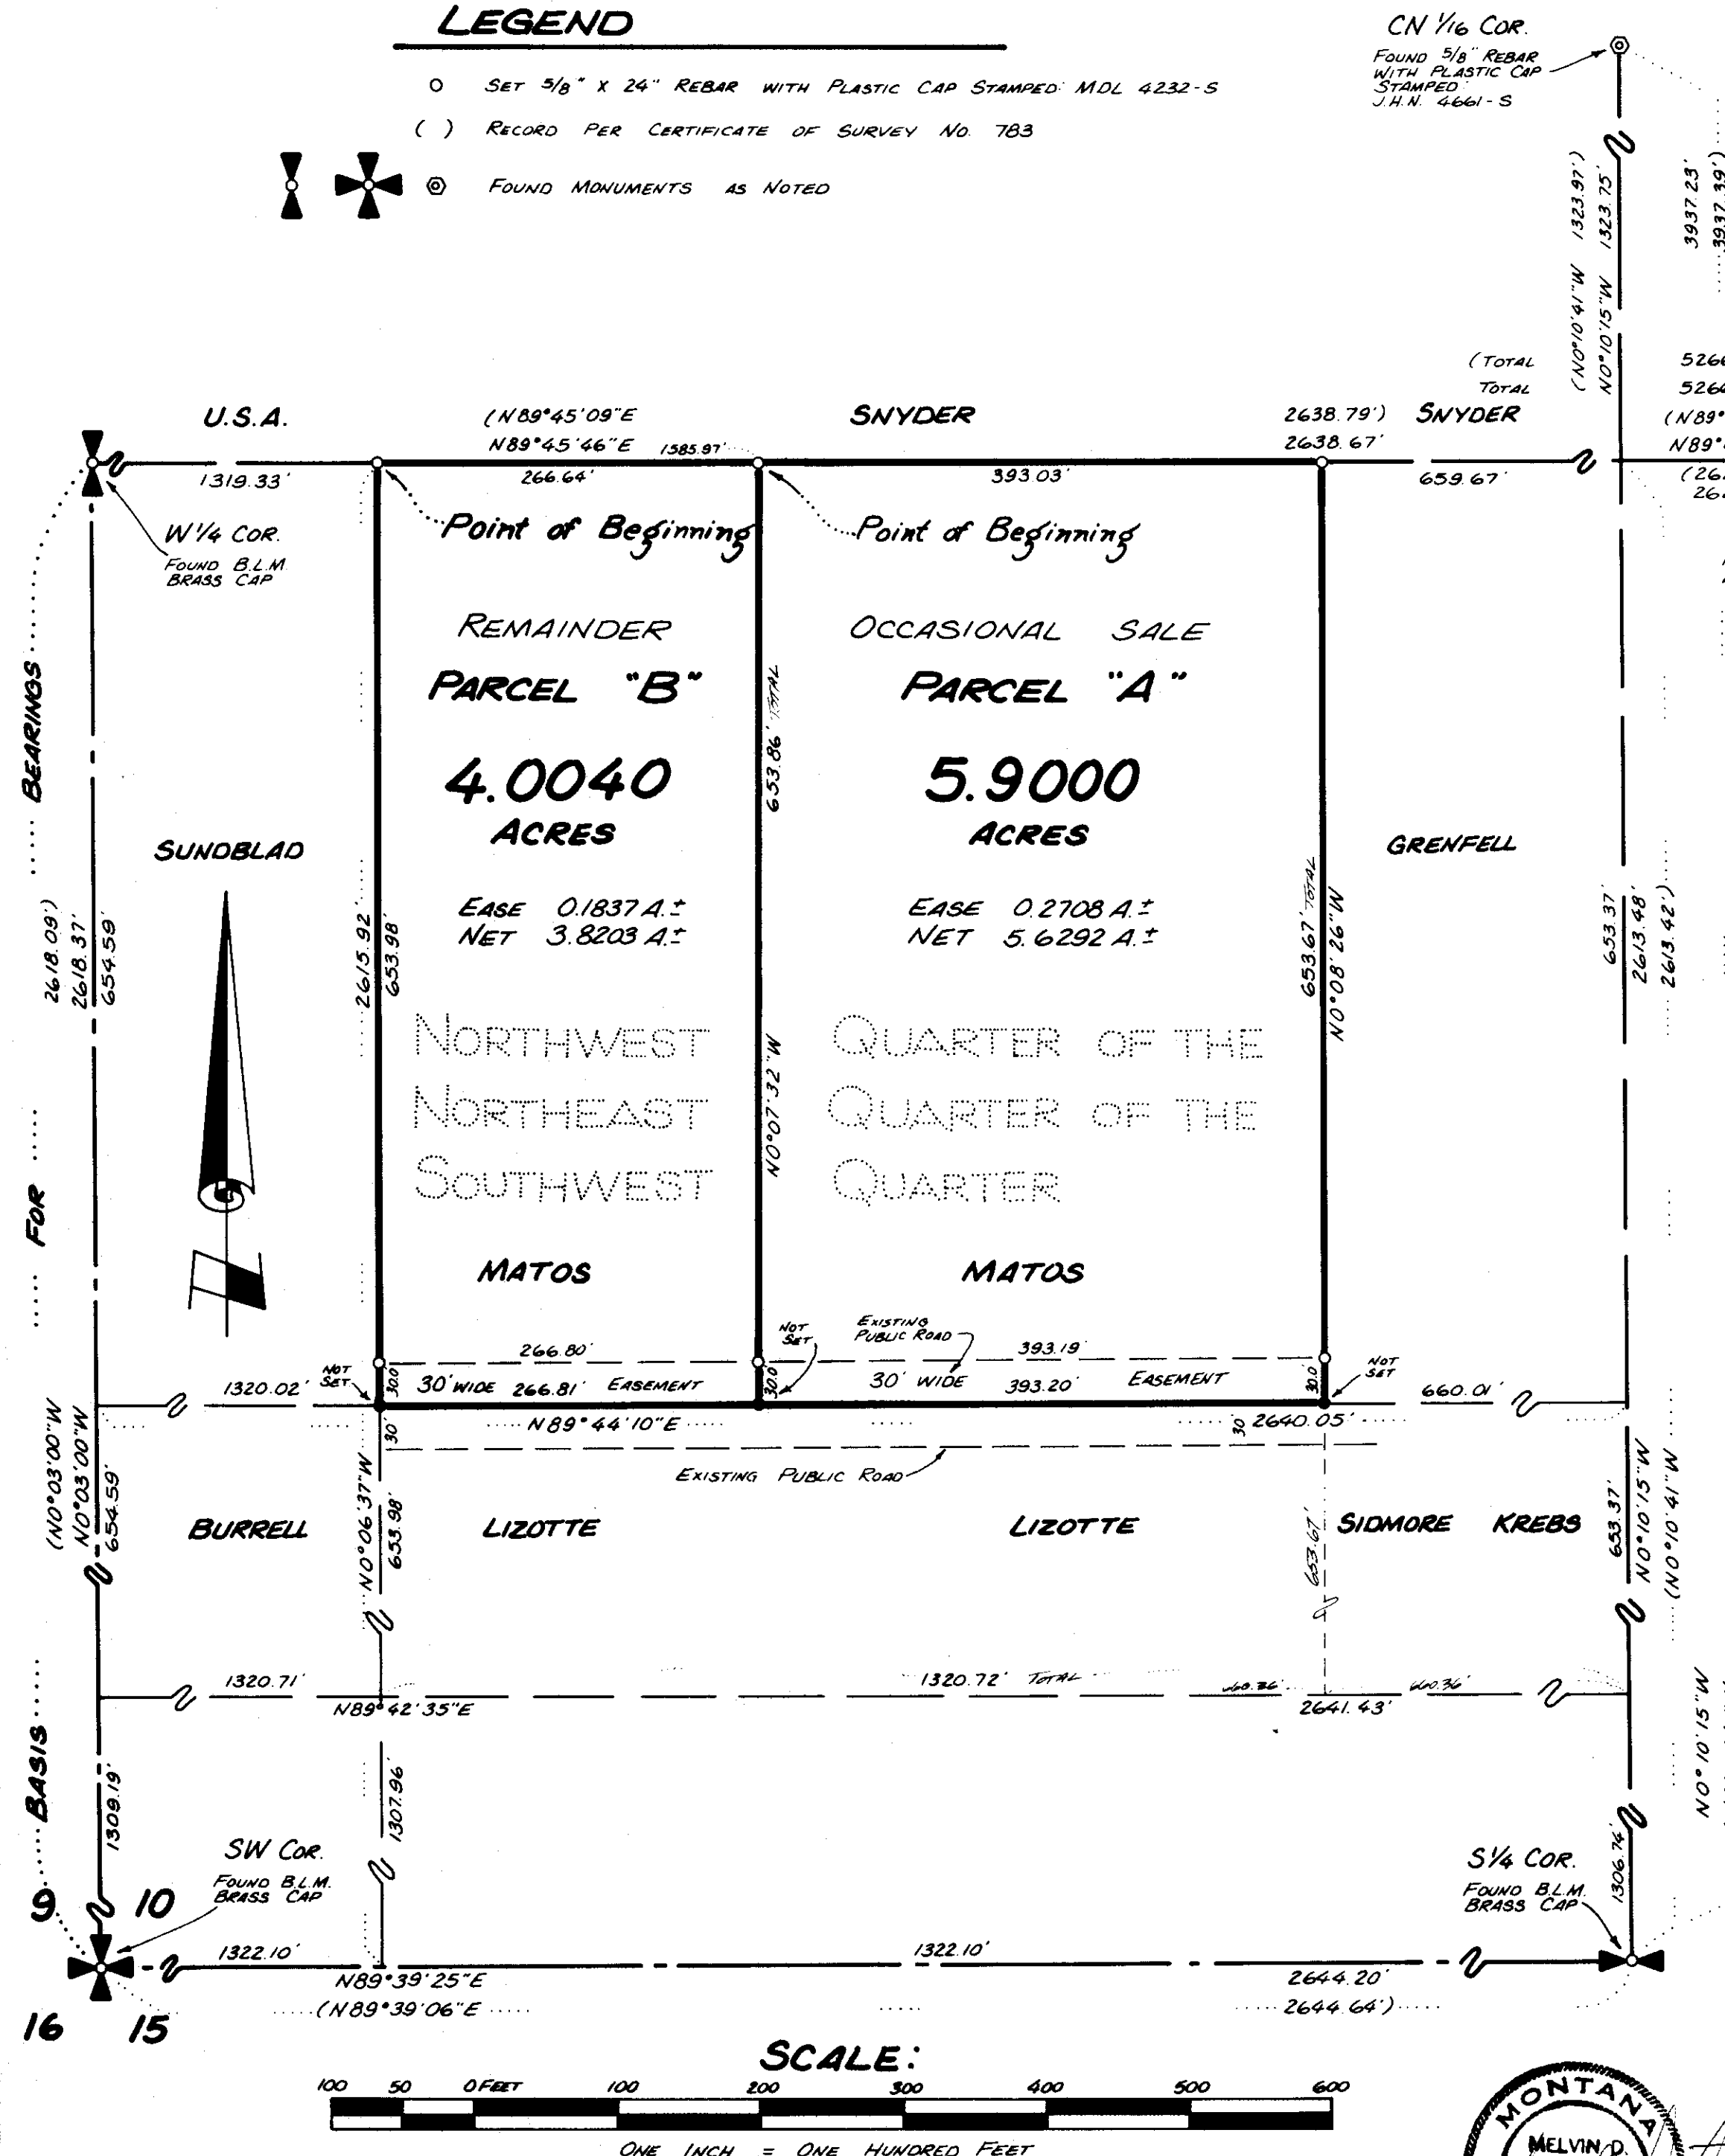 LEGEND
SET 5/8" X 24" REBAR WITH PLASTIC CAP STAMPED: MDL 4232-S
( ) RECORD PER CERTIFICATE OF SURVEY NO. 783
FOUND MONUMENTS AS NOTED
CN 1/16 COR.
FOUND 5/8" REBAR
WITH PLASTIC CAP
STAMPED:
J.H.N. 4661-S
(N0°10'41"W 1323.97')
N0°10'15"W 1323.75'
3937.23'
3937.39')
(TOTAL 5266
TOTAL 5264
U.S.A.
(N89°45'09"E 2638.79')
N89°45'46"E 1585.97' 2638.67'
SNYDER
SNYDER
(N89°
N89°
1319.33'
266.64'
393.03'
659.67'
(26
26
W 1/4 COR.
FOUND B.L.M.
BRASS CAP
Point of Beginning
Point of Beginning
REMAINDER
PARCEL "B"
4.0040
ACRES
EASE 0.1837 A.±
NET 3.8203 A.±
OCCASIONAL SALE
PARCEL "A"
5.9000
ACRES
EASE 0.2708 A.±
NET 5.6292 A.±
SUNDBLAD
GRENFELL
2618.09')
2618.37'
654.59'
2615.92'
653.98'
653.86' TOTAL
N0°07'32"W
653.67' TOTAL
N0°08'26"W
653.37'
2613.48'
2613.42')
NORTHWEST QUARTER OF THE
NORTHEAST QUARTER OF THE
SOUTHWEST QUARTER
MATOS
MATOS
BASIS FOR BEARINGS
NOT
SET
EXISTING
PUBLIC ROAD
266.80'
393.19'
NOT
SET
NOT
SET
1320.02'
30.0'
30' WIDE 266.81' EASEMENT
30.0'
30' WIDE 393.20' EASEMENT
30.0'
660.01'
N89°44'10"E
2640.05'
30'
30
EXISTING PUBLIC ROAD
(N0°03'00"W
N0°03'00"W
654.59'
N0°06'37"W
653.98'
653.67'
653.37'
N0°10'15"W
(N0°10'41"W
BURRELL
LIZOTTE
LIZOTTE
SIDMORE
KREBS
1320.71'
1320.72' TOTAL
660.36'
660.36'
N89°42'35"E
2641.43'
1309.19'
1307.96'
1306.74'
N0°10'15"W
SW COR.
FOUND B.L.M.
BRASS CAP
S 1/4 COR.
FOUND B.L.M.
BRASS CAP
9
10
16
15
1322.10'
1322.10'
N89°39'25"E
2644.20'
(N89°39'06"E
2644.64')
SCALE:
100 50 0 FEET 100 200 300 400 500 600
ONE INCH = ONE HUNDRED FEET
MONTANA
MELVIN D.